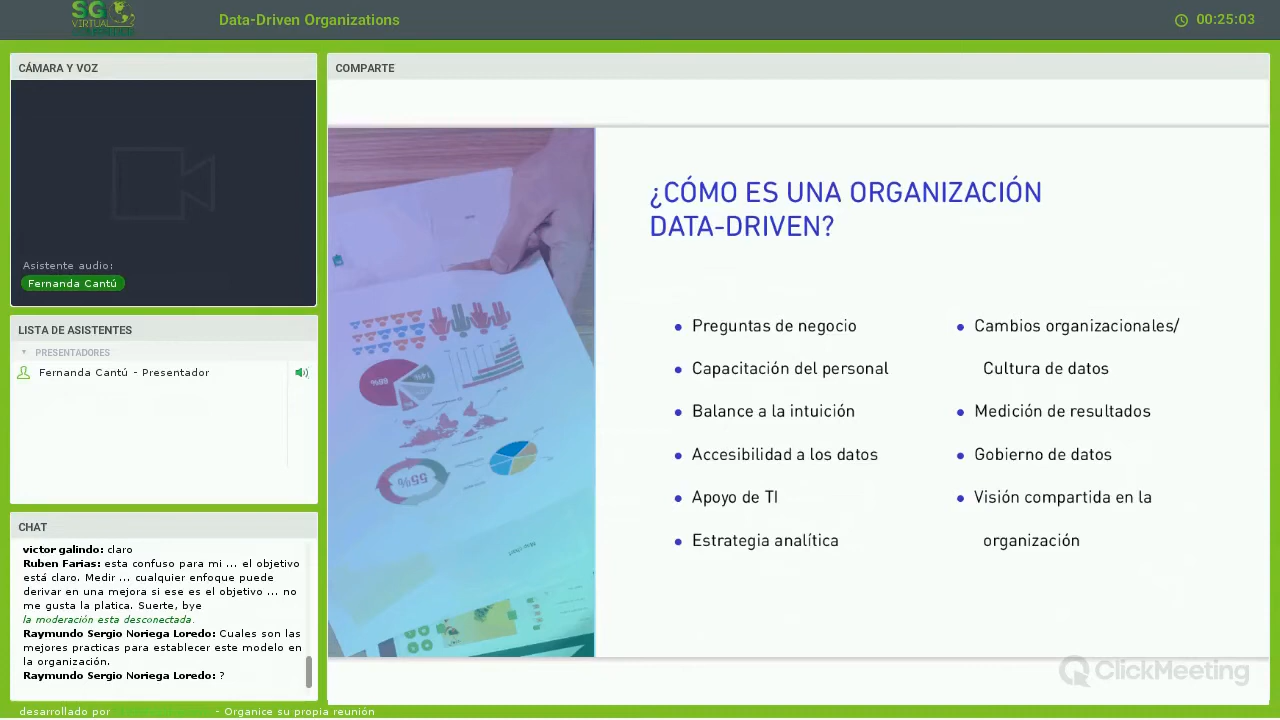 SG
VIRTUAL
Data-Driven Organizations
00:25:03
CÁMARA Y VOZ
Asistente audio:
Fernanda Cantú
LISTA DE ASISTENTES
PRESENTADORES
Fernanda Cantú - Presentador
CHAT
victor galindo: claro
Ruben Farias: esta confuso para mi ... el objetivo
está claro. Medir ... cualquier enfoque puede
derivar en una mejora si ese es el objetivo ... no
me gusta la platica. Suerte, bye
la moderación esta desconectada.
Raymundo Sergio Noriega Loredo: Cuales son las
mejores practicas para establecer este modelo en
la organización.
Raymundo Sergio Noriega Loredo: ?
COMPARTE
¿CÓMO ES UNA ORGANIZACIÓN
DATA-DRIVEN?
Preguntas de negocio
Capacitación del personal
Balance a la intuición
Accesibilidad a los datos
Apoyo de TI
Estrategia analítica
Cambios organizacionales/
Cultura de datos
Medición de resultados
Gobierno de datos
Visión compartida en la
organización
55%
ClickMeeting
desarrollado por
- Organice su propia reunión